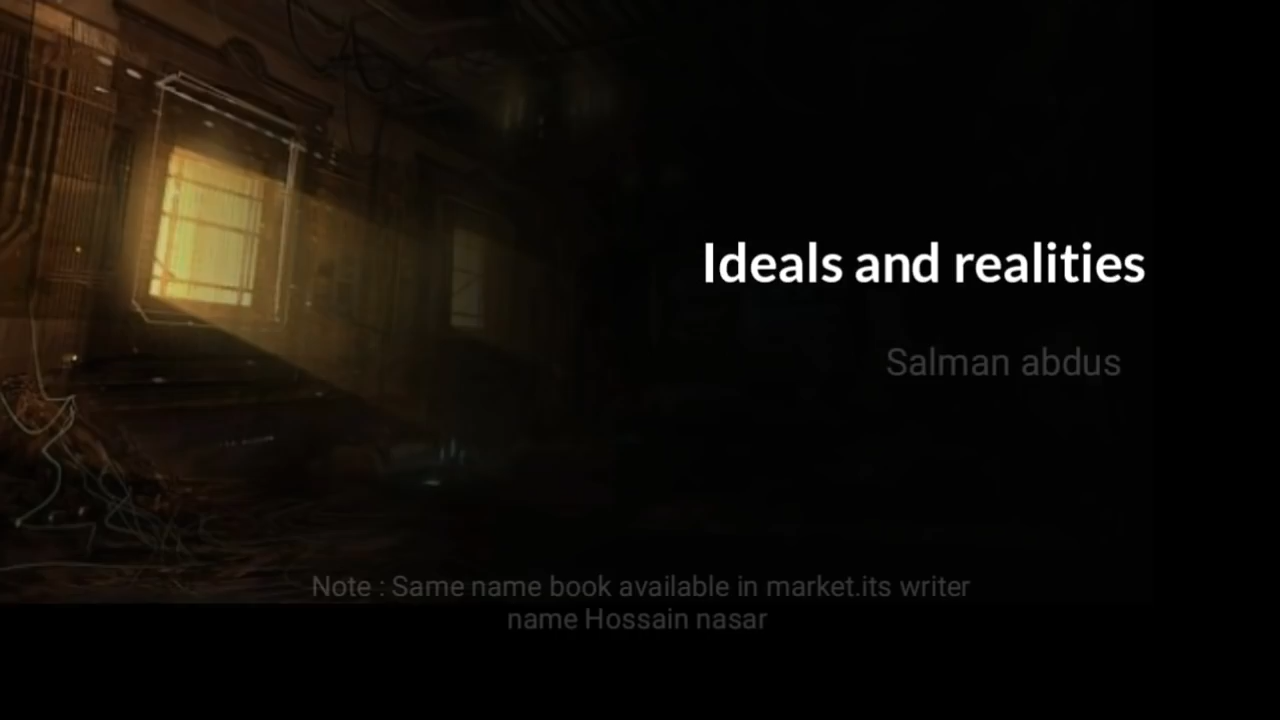 Ideals and realities
Salman abdus
Note : Same name book available in market.its writer
name Hossain nasar